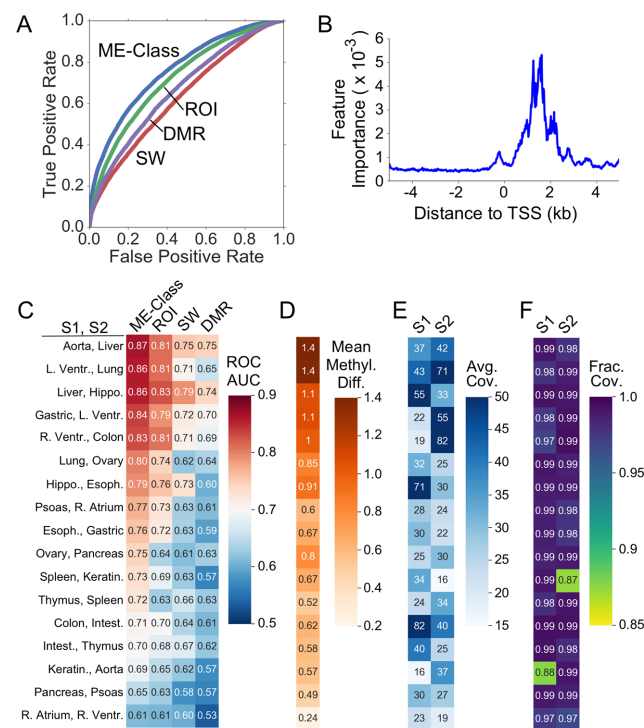 A
True Positive Rate
1.0
0.8
0.6
0.4
0.2
0.0
ME-Class
ROI
DMR
SW
0.0 0.2 0.4 0.6 0.8 1.0
False Positive Rate
B
Feature
Importance ( x 10⁻³)
6
5
4
3
2
1
0
-4 -2 0 2 4
Distance to TSS (kb)
C
S1, S2
ME-Class ROI SW DMR
Aorta, Liver 0.87 0.81 0.75 0.75
L. Ventr., Lung 0.86 0.81 0.71 0.65
Liver, Hippo. 0.86 0.83 0.79 0.74
Gastric, L. Ventr. 0.84 0.79 0.72 0.70
R. Ventr., Colon 0.83 0.81 0.71 0.69
Lung, Ovary 0.80 0.74 0.62 0.64
Hippo., Esoph. 0.79 0.76 0.73 0.60
Psoas, R. Atrium 0.77 0.73 0.63 0.61
Esoph., Gastric 0.76 0.72 0.63 0.59
Ovary, Pancreas 0.75 0.64 0.61 0.63
Spleen, Keratin. 0.73 0.69 0.63 0.57
Thymus, Spleen 0.72 0.63 0.66 0.63
Colon, Intest. 0.71 0.70 0.64 0.61
Intest., Thymus 0.70 0.68 0.67 0.62
Keratin., Aorta 0.69 0.65 0.62 0.57
Pancreas, Psoas 0.65 0.63 0.58 0.57
R. Atrium, R. Ventr. 0.61 0.61 0.60 0.53
ROC
AUC
0.9
0.8
0.7
0.6
0.5
D
1.4
1.4
1.1
1.1
1
0.85
0.91
0.6
0.67
0.8
0.67
0.52
0.62
0.58
0.57
0.49
0.24
Mean
Methyl.
Diff.
1.4
1.2
1.0
0.8
0.6
0.4
0.2
E
S1 S2
37 42
43 71
55 33
22 55
19 82
32 25
71 30
28 24
30 22
25 30
34 16
24 34
82 40
40 25
16 37
30 27
23 19
Avg.
Cov.
50
45
40
35
30
25
20
15
F
S1 S2
0.99 0.98
0.98 0.99
0.99 0.99
0.98 0.99
0.97 0.99
0.99 0.99
0.99 0.99
0.99 0.98
0.99 0.98
0.99 0.99
0.99 0.87
0.98 0.99
0.99 0.99
0.99 0.98
0.88 0.99
0.99 0.99
0.97 0.97
Frac.
Cov.
1.00
0.95
0.90
0.85